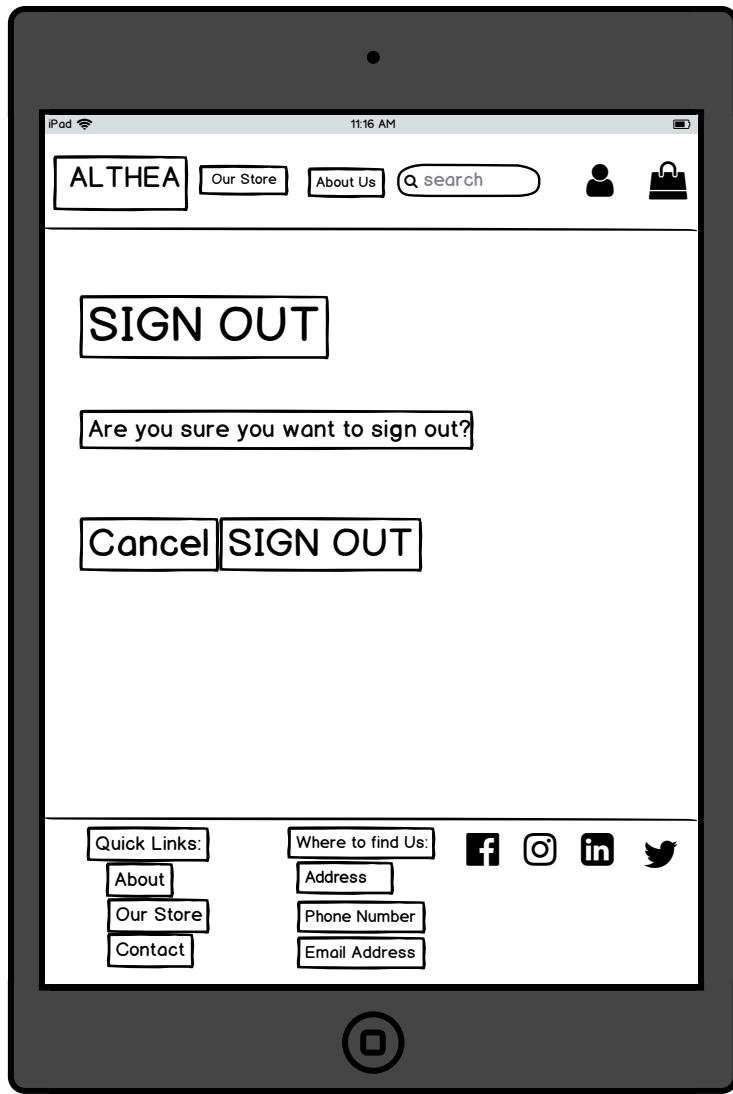 iPad
11:16 AM
ALTHEA Our Store About Us search
SIGN OUT
Are you sure you want to sign out?
Cancel SIGN OUT
Quick Links:
About
Our Store
Contact
Where to find Us:
Address
Phone Number
Email Address
f
in